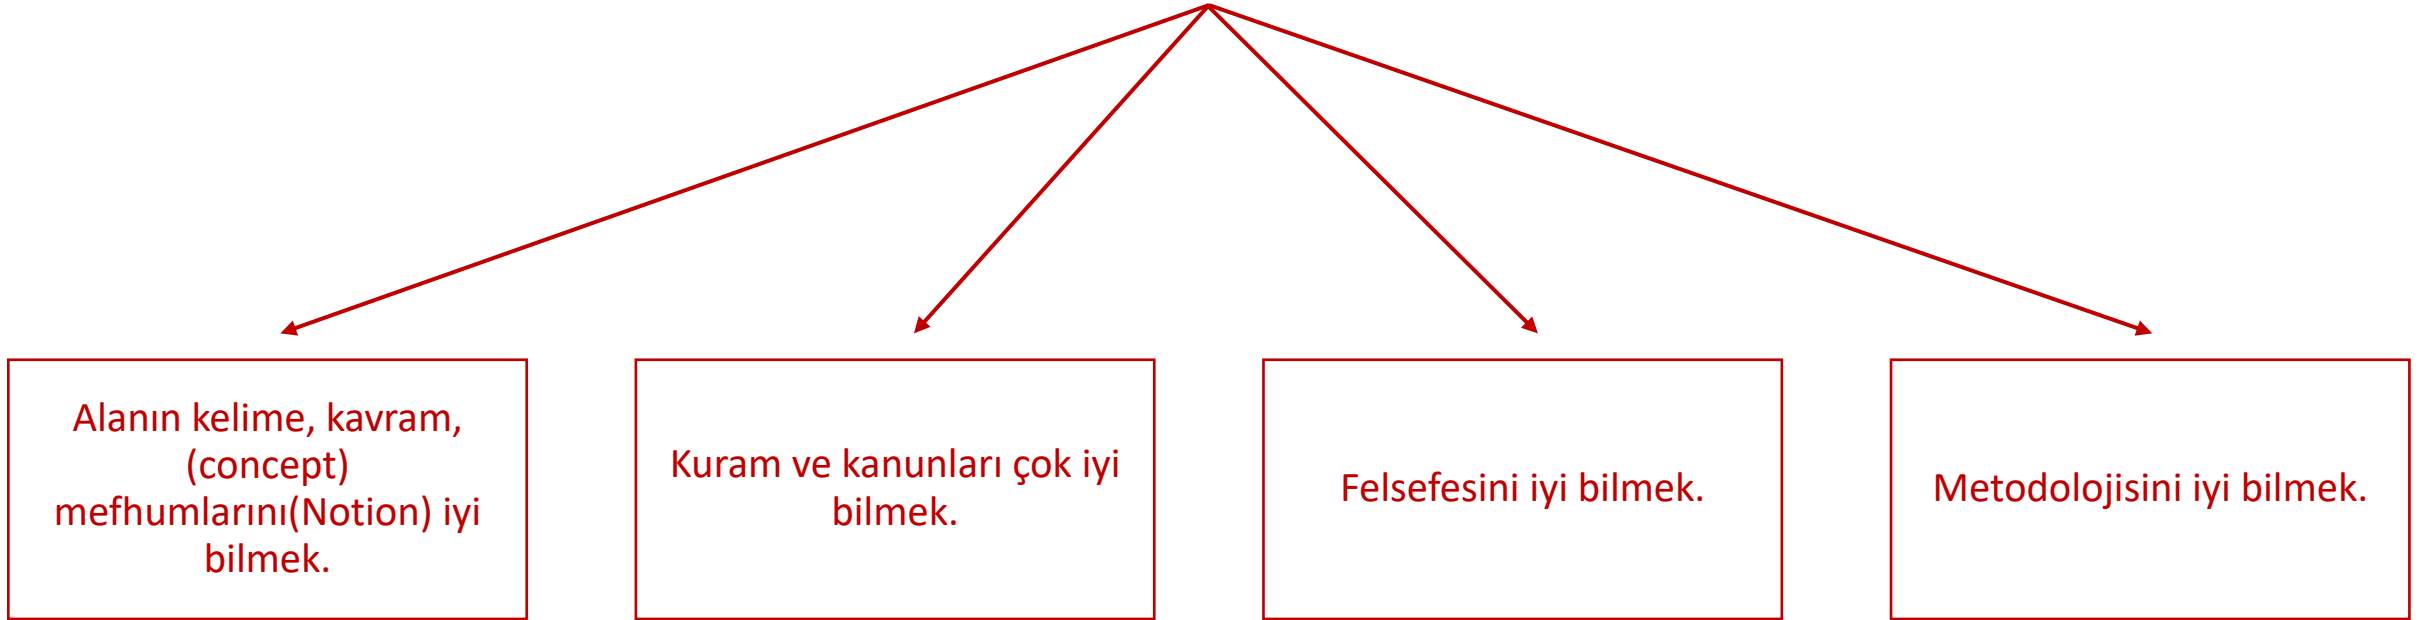 Alanın kelime, kavram,
(concept)
mefhumlarını(Notion) iyi
bilmek.
Kuram ve kanunları çok iyi
bilmek.
Felsefesini iyi bilmek.
Metodolojisini iyi bilmek.